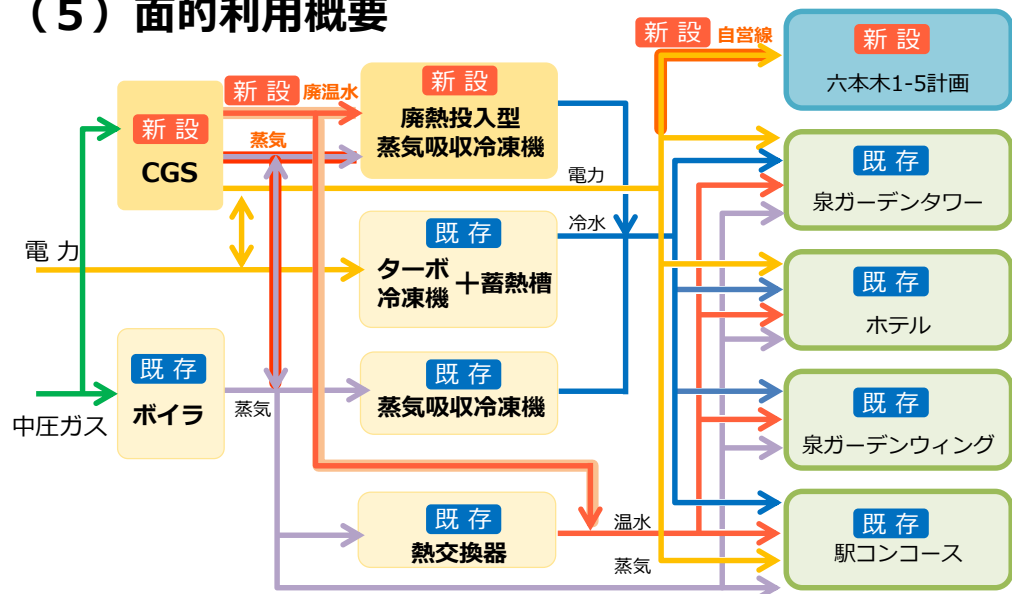 （５）面的利用概要
新 設
自営線
新 設
六本木1-5計画
新 設
廃温水
新 設
廃熱投入型
蒸気吸収冷凍機
新 設
CGS
蒸気
電力
既 存
泉ガーデンタワー
電 力
既 存
ターボ
冷凍機
＋蓄熱槽
冷水
既 存
ホテル
既 存
ボイラ
中圧ガス
蒸気
既 存
蒸気吸収冷凍機
既 存
泉ガーデンウィング
既 存
熱交換器
温水
蒸気
既 存
駅コンコース